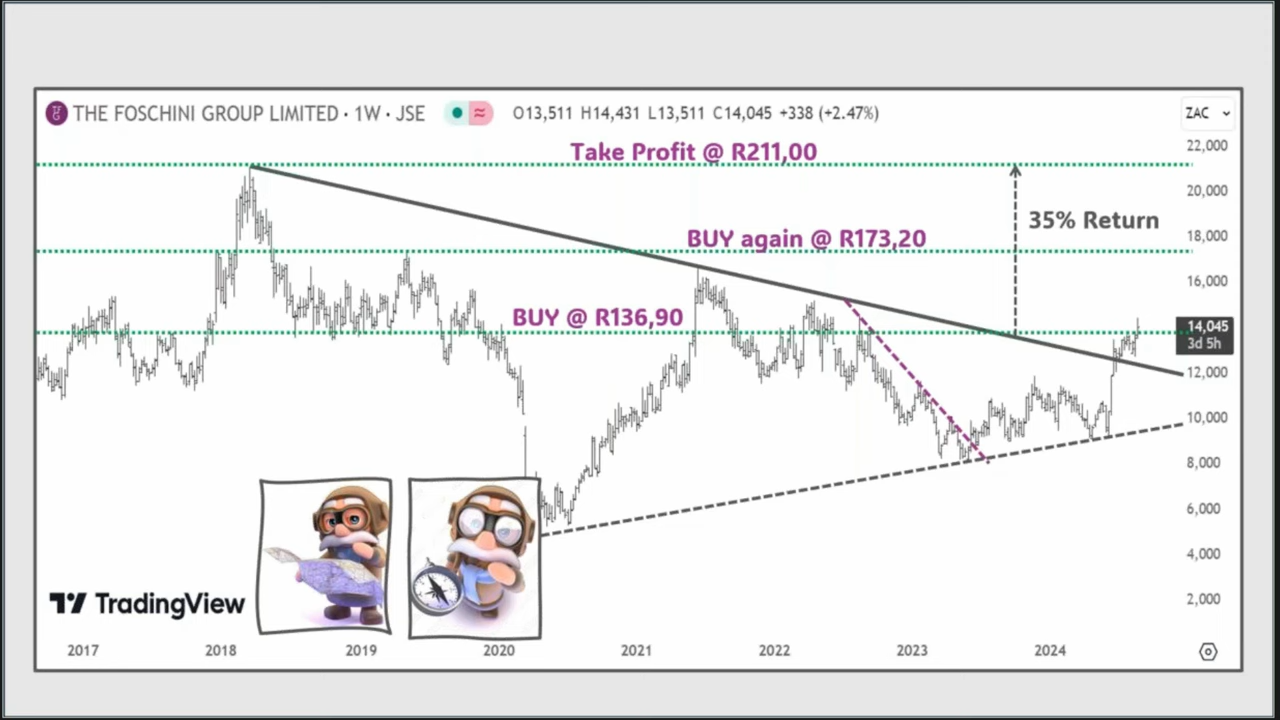 TFG THE FOSCHINI GROUP LIMITED · 1W · JSE ≈ O13,511 H14,431 L13,511 C14,045 +338 (+2.47%) ZAC
Take Profit @ R211,00
22,000
20,000
35% Return
BUY again @ R173,20
18,000
16,000
BUY @ R136,90
14,045
3d 5h
12,000
10,000
8,000
6,000
4,000
TradingView
2,000
2017 2018 2019 2020 2021 2022 2023 2024